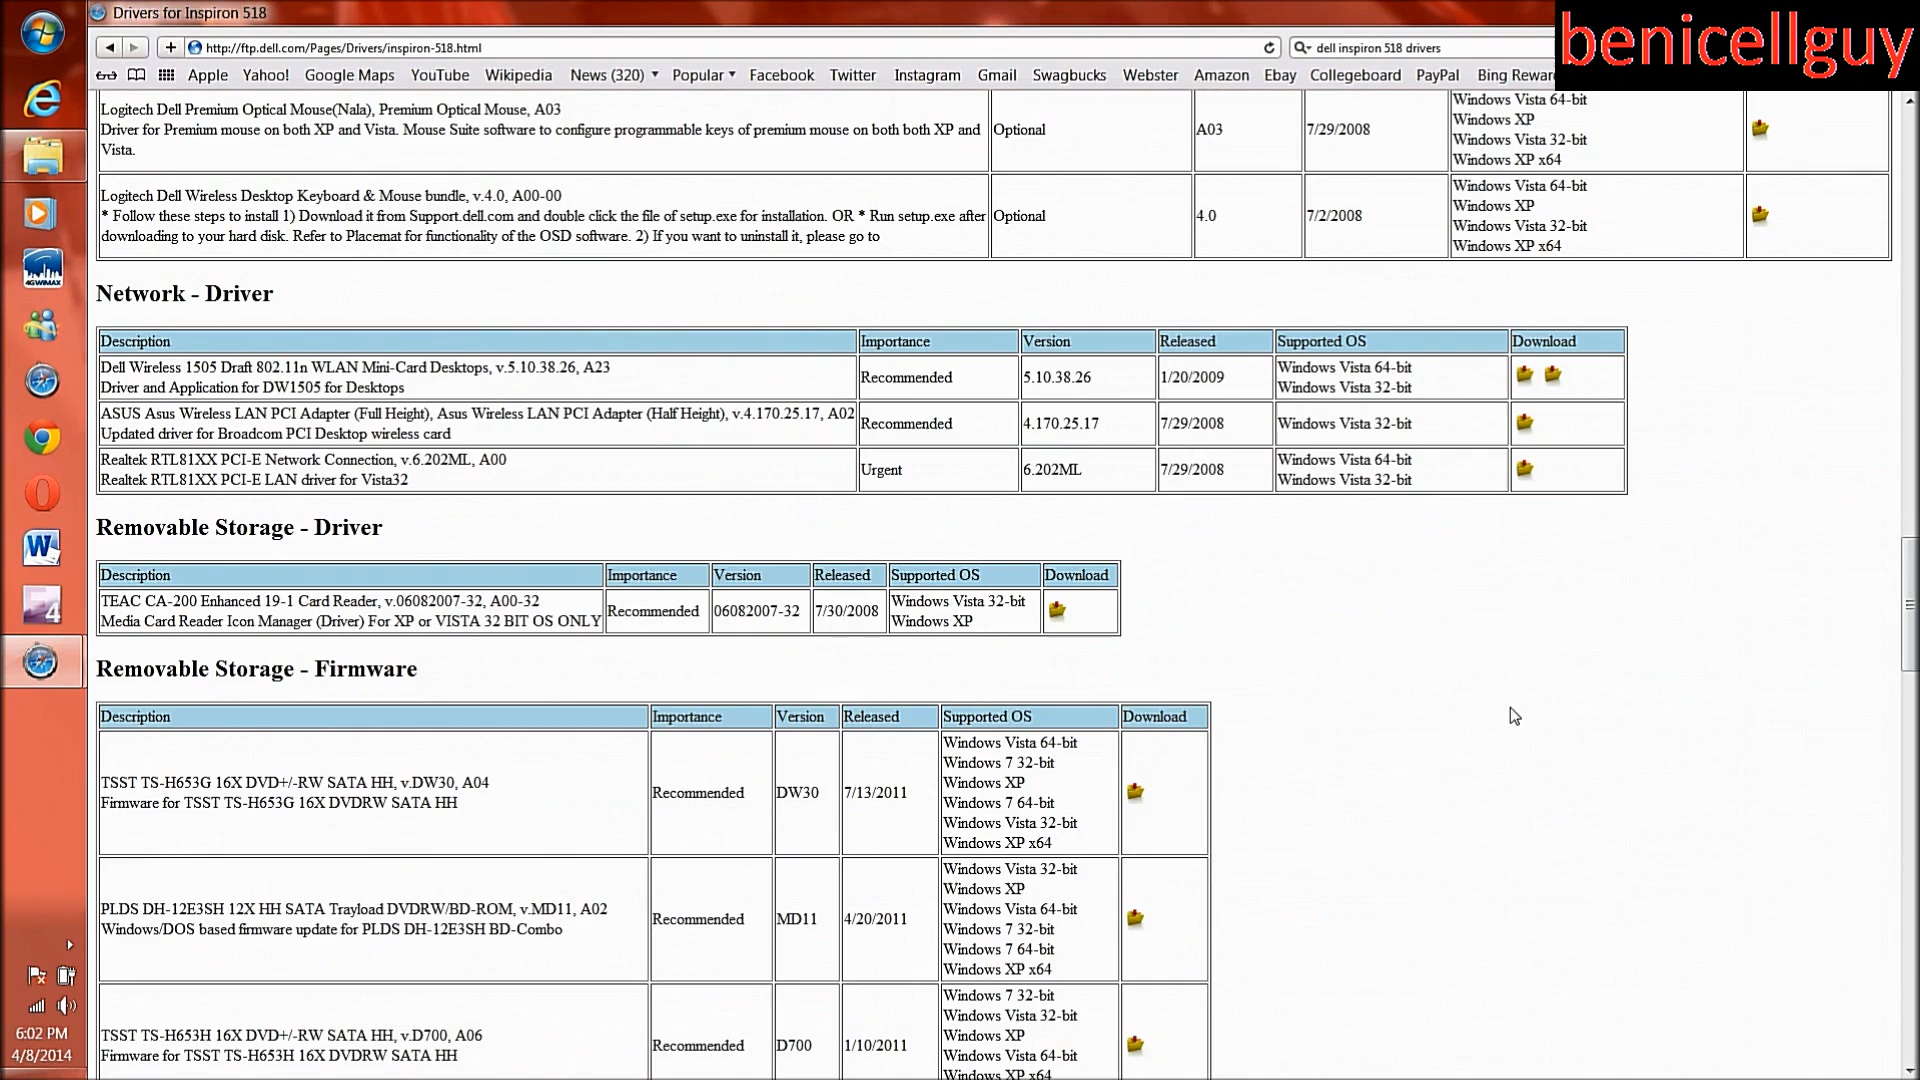 Drivers for Inspiron 518
benicellguy
http://ftp.dell.com/Pages/Drivers/inspiron-518.html
dell inspiron 518 drivers
Apple Yahoo! Google Maps YouTube Wikipedia News (320) Popular Facebook Twitter Instagram Gmail Swagbucks Webster Amazon Ebay Collegeboard PayPal Bing Rewar
Logitech Dell Premium Optical Mouse(Nala), Premium Optical Mouse, A03
Driver for Premium mouse on both XP and Vista. Mouse Suite software to configure programmable keys of premium mouse on both both XP and
Vista.
Optional
A03
7/29/2008
Windows Vista 64-bit
Windows XP
Windows Vista 32-bit
Windows XP x64
Logitech Dell Wireless Desktop Keyboard & Mouse bundle, v.4.0, A00-00
* Follow these steps to install 1) Download it from Support.dell.com and double click the file of setup.exe for installation. OR * Run setup.exe after
downloading to your hard disk. Refer to Placemat for functionality of the OSD software. 2) If you want to uninstall it, please go to
Optional
4.0
7/2/2008
Windows Vista 64-bit
Windows XP
Windows Vista 32-bit
Windows XP x64
Network - Driver
Description Importance Version Released Supported OS Download
Dell Wireless 1505 Draft 802.11n WLAN Mini-Card Desktops, v.5.10.38.26, A23
Driver and Application for DW1505 for Desktops
Recommended
5.10.38.26
1/20/2009
Windows Vista 64-bit
Windows Vista 32-bit
ASUS Asus Wireless LAN PCI Adapter (Full Height), Asus Wireless LAN PCI Adapter (Half Height), v.4.170.25.17, A02
Updated driver for Broadcom PCI Desktop wireless card
Recommended
4.170.25.17
7/29/2008
Windows Vista 32-bit
Realtek RTL81XX PCI-E Network Connection, v.6.202ML, A00
Realtek RTL81XX PCI-E LAN driver for Vista32
Urgent
6.202ML
7/29/2008
Windows Vista 64-bit
Windows Vista 32-bit
Removable Storage - Driver
Description Importance Version Released Supported OS Download
TEAC CA-200 Enhanced 19-1 Card Reader, v.06082007-32, A00-32
Media Card Reader Icon Manager (Driver) For XP or VISTA 32 BIT OS ONLY
Recommended
06082007-32
7/30/2008
Windows Vista 32-bit
Windows XP
Removable Storage - Firmware
Description Importance Version Released Supported OS Download
TSST TS-H653G 16X DVD+/-RW SATA HH, v.DW30, A04
Firmware for TSST TS-H653G 16X DVDRW SATA HH
Recommended
DW30
7/13/2011
Windows Vista 64-bit
Windows 7 32-bit
Windows XP
Windows 7 64-bit
Windows Vista 32-bit
Windows XP x64
PLDS DH-12E3SH 12X HH SATA Trayload DVDRW/BD-ROM, v.MD11, A02
Windows/DOS based firmware update for PLDS DH-12E3SH BD-Combo
Recommended
MD11
4/20/2011
Windows Vista 32-bit
Windows XP
Windows Vista 64-bit
Windows 7 32-bit
Windows 7 64-bit
Windows XP x64
TSST TS-H653H 16X DVD+/-RW SATA HH, v.D700, A06
Firmware for TSST TS-H653H 16X DVDRW SATA HH
Recommended
D700
1/10/2011
Windows 7 32-bit
Windows Vista 32-bit
Windows XP
Windows Vista 64-bit
Windows XP x64
4GWIMAX
W
4
6:02 PM
4/8/2014